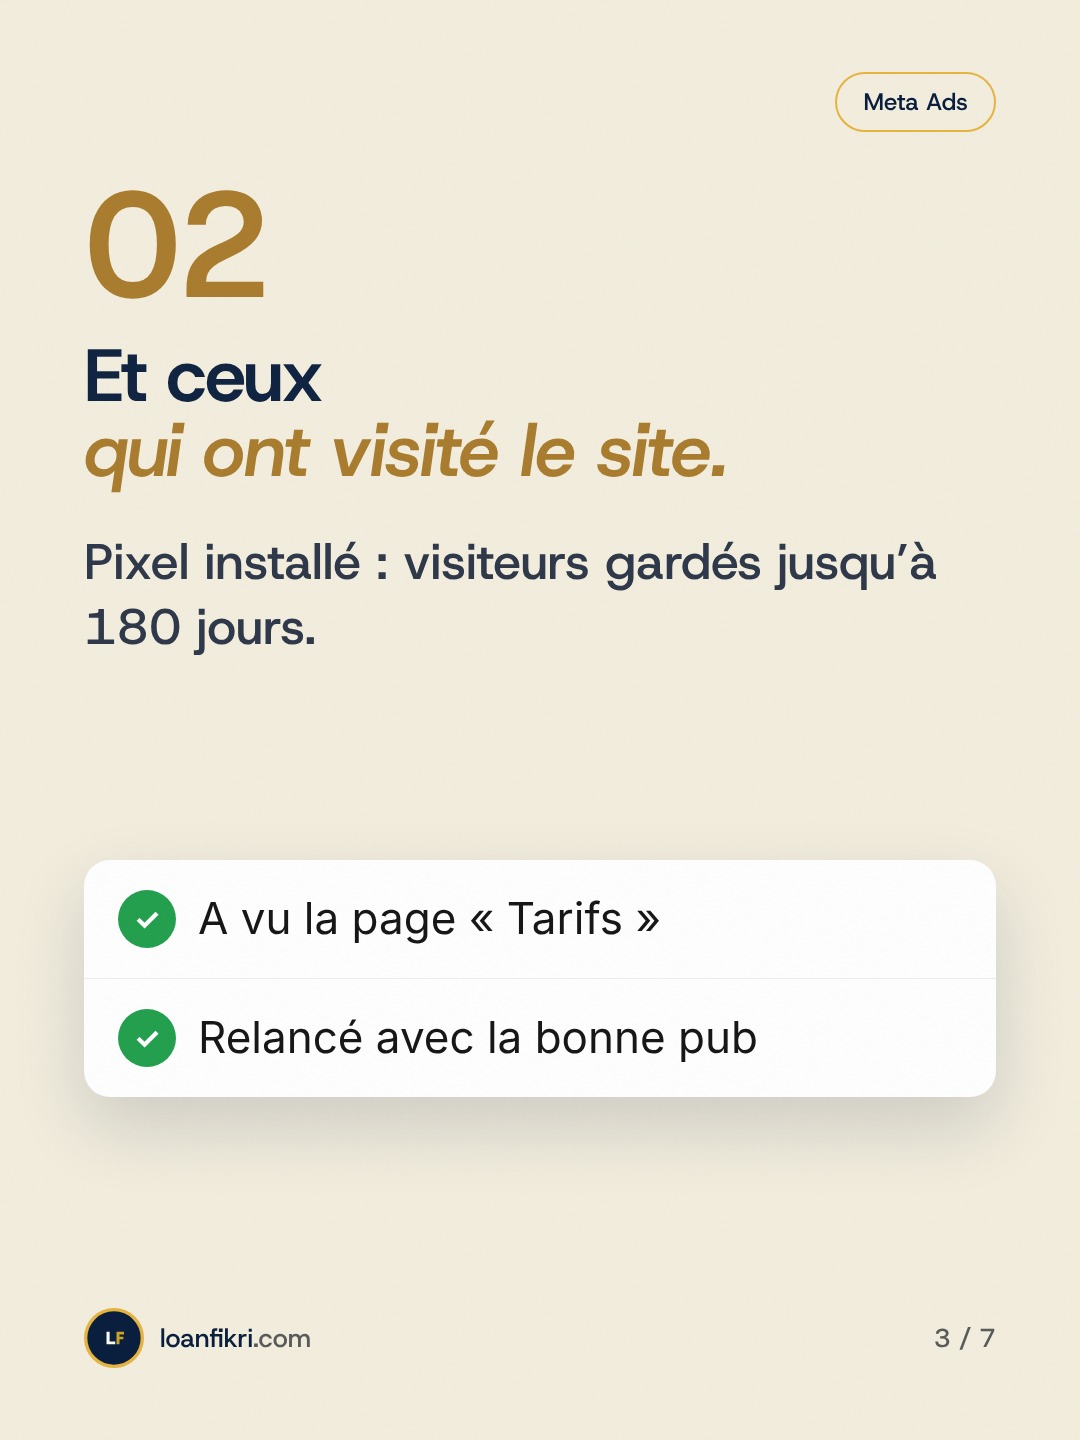 Meta Ads
02
Et ceux
qui ont visité le site.
Pixel installé : visiteurs gardés jusqu’à
180 jours.
A vu la page « Tarifs »
Relancé avec la bonne pub
LF
loanfikri.com
3 / 7